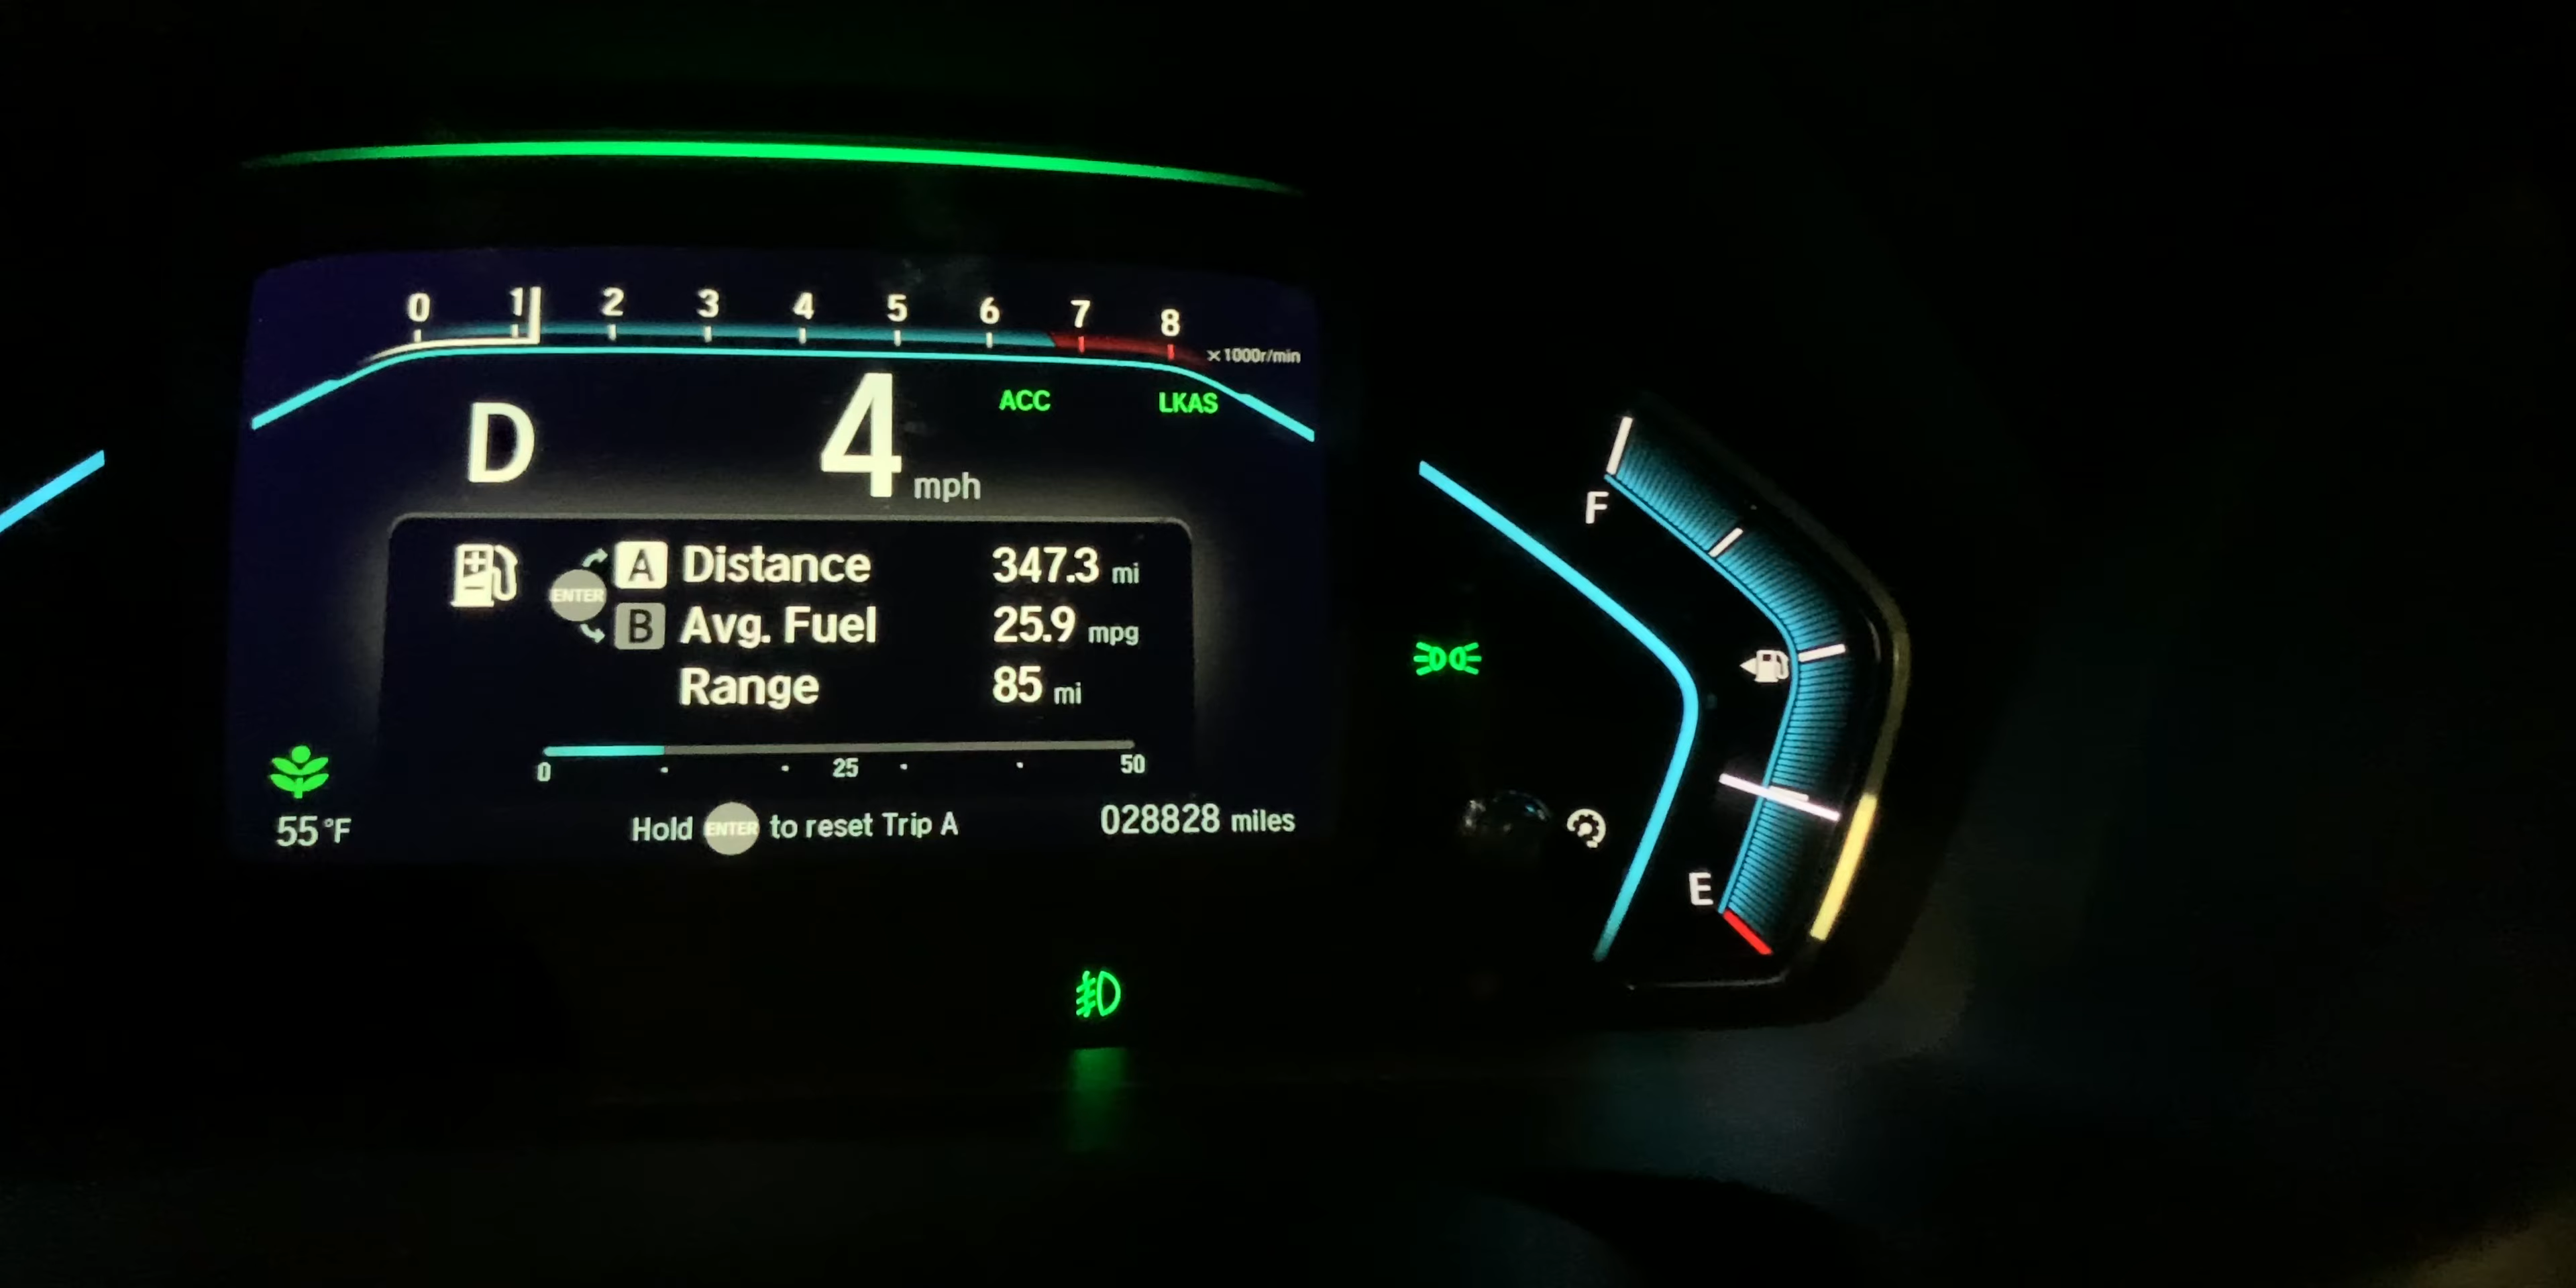 0 1 2 3 4 5 6 7 8
×1000r/min
D 4 mph ACC LKAS
F
A Distance 347.3 mi
ENTER
B Avg. Fuel 25.9 mpg
Range 85 mi
0 25 50
55°F Hold ENTER to reset Trip A 028828 miles
E